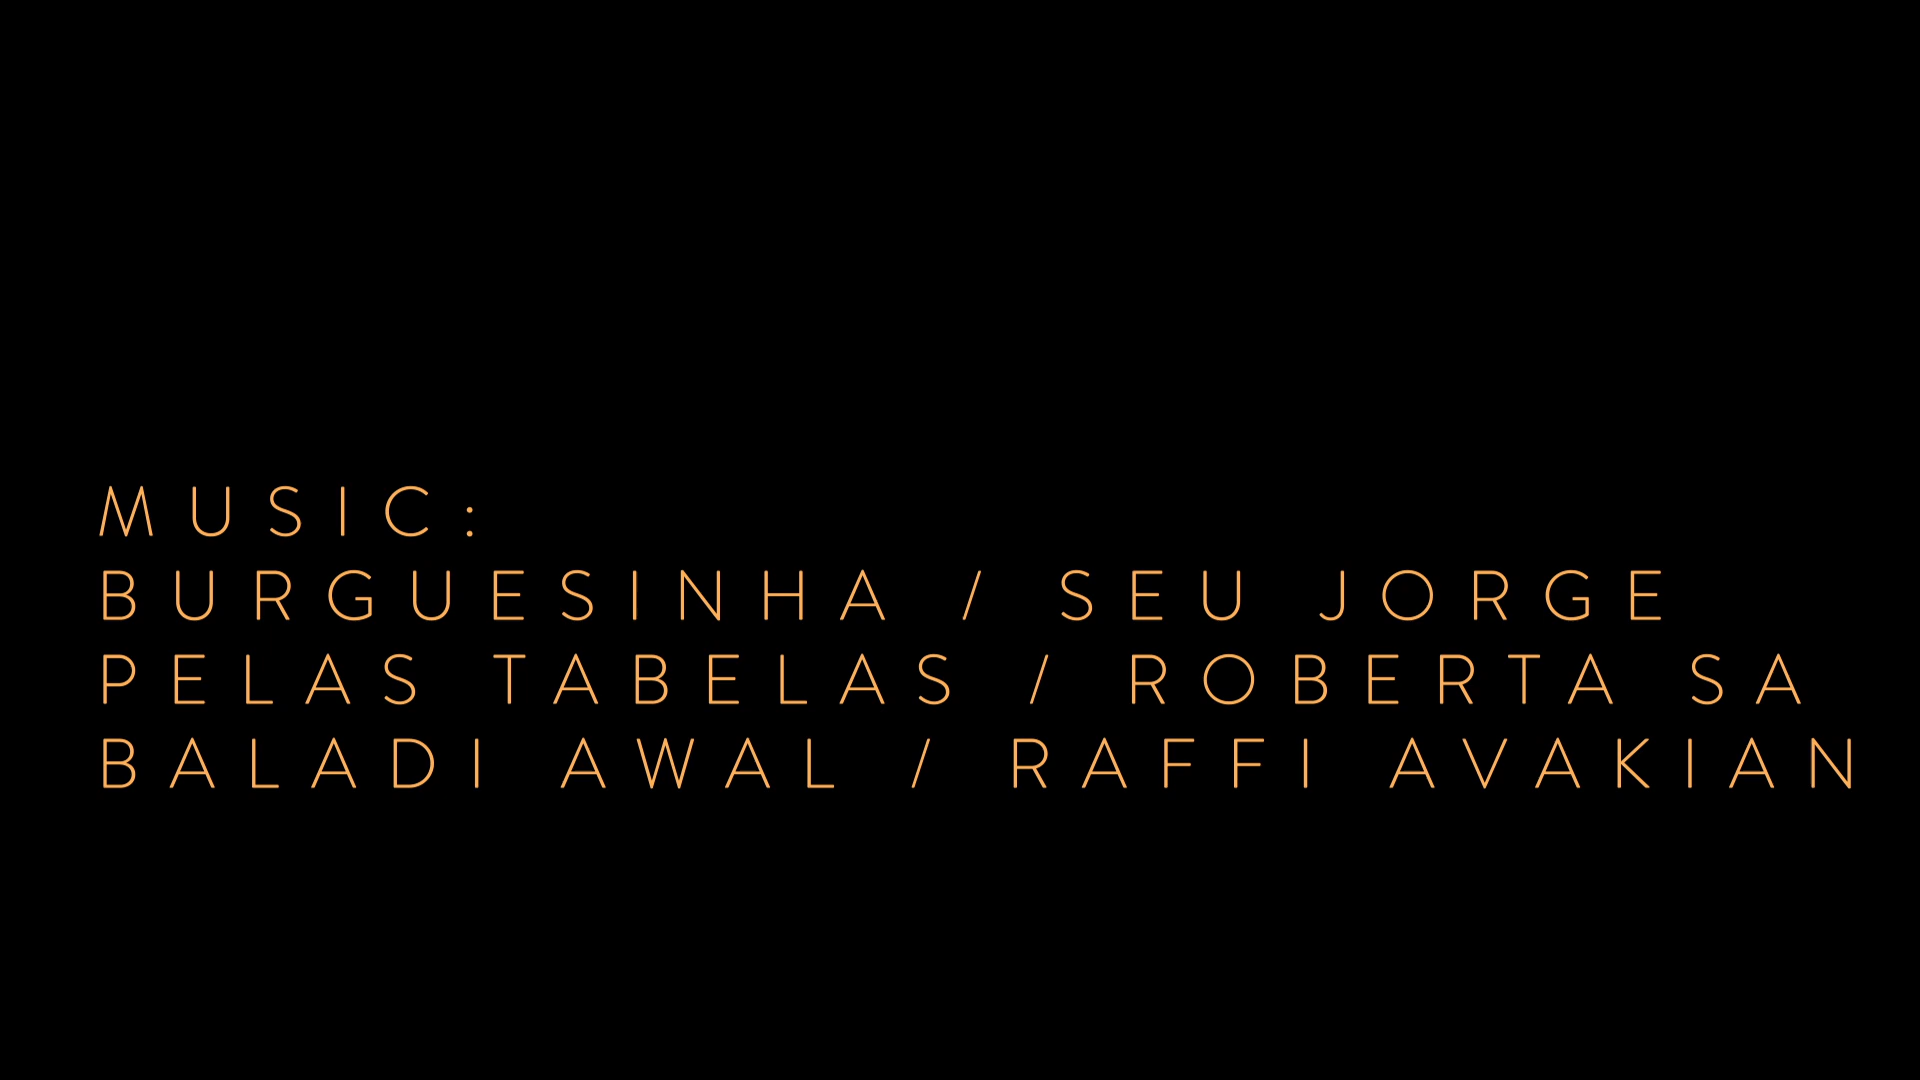 MUSIC:
BURGUESINHA / SEU JORGE
PELAS TABELAS / ROBERTA SA
BALADI AWAL / RAFFI AVAKIAN